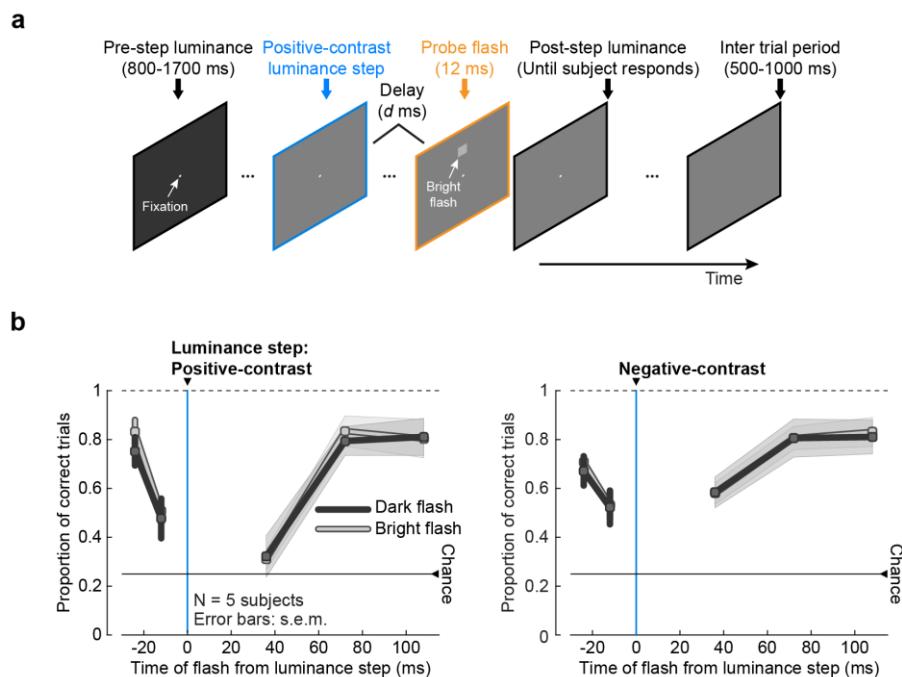 a
Pre-step luminance
(800-1700 ms)
Positive-contrast
luminance step
Delay
(d ms)
Probe flash
(12 ms)
Post-step luminance
(Until subject responds)
Inter trial period
(500-1000 ms)
Fixation
...
...
Bright
flash
...
Time
b
Luminance step:
Positive-contrast
Proportion of correct trials
1
0.8
0.6
0.4
0.2
0
Dark flash
Bright flash
Chance
N = 5 subjects
Error bars: s.e.m.
-20 0 20 40 60 80 100
Time of flash from luminance step (ms)
Negative-contrast
Proportion of correct trials
1
0.8
0.6
0.4
0.2
0
Chance
-20 0 20 40 60 80 100
Time of flash from luminance step (ms)